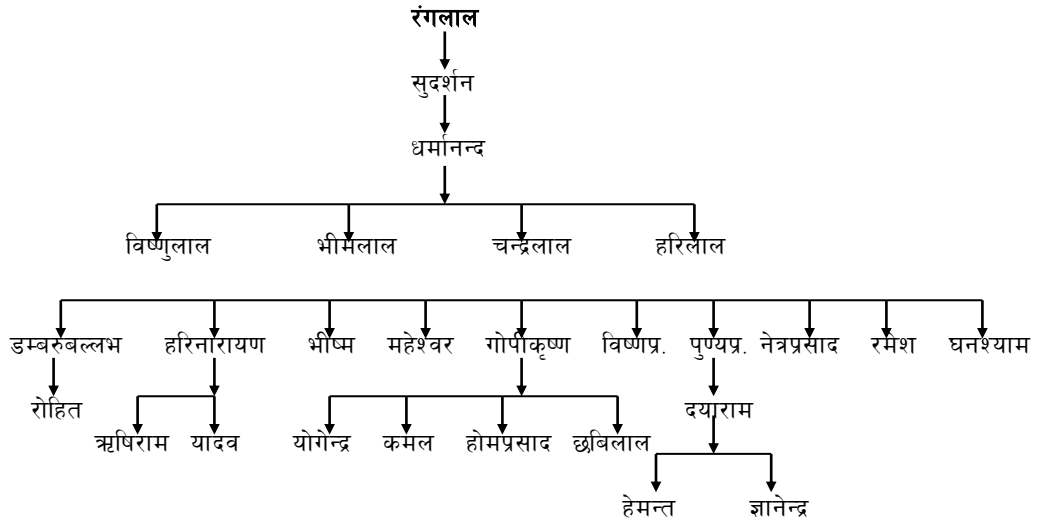 रंगलाल
सुदर्शन
धर्मानन्द
विष्णुलाल भीमलाल चन्द्रलाल हरिलाल
डम्बरुबल्लभ हरिनारायण भीष्म महेश्वर गोपीकृष्ण विष्णप्र. पुण्यप्र. नेत्रप्रसाद रमेश घनश्याम
रोहित दयाराम
ऋषिराम यादव योगेन्द्र कमल होमप्रसाद छबिलाल
हेमन्त ज्ञानेन्द्र